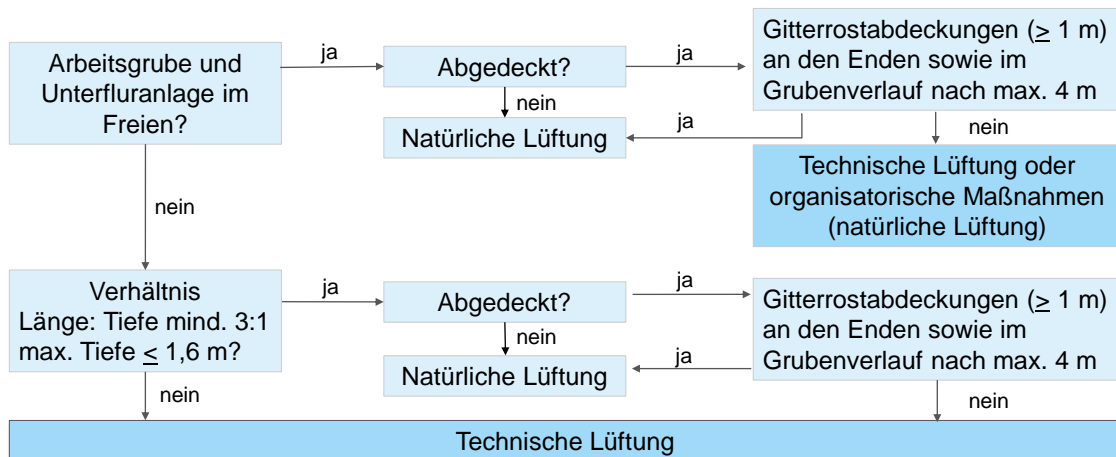 Arbeitsgrube und
Unterfluranlage im
Freien?
ja
Abgedeckt?
ja
Gitterrostabdeckungen (≥ 1 m)
an den Enden sowie im
Grubenverlauf nach max. 4 m
nein
Natürliche Lüftung
ja
nein
Technische Lüftung oder
organisatorische Maßnahmen
(natürliche Lüftung)
nein
Verhältnis
Länge: Tiefe mind. 3:1
max. Tiefe ≤ 1,6 m?
ja
Abgedeckt?
ja
Gitterrostabdeckungen (≥ 1 m)
an den Enden sowie im
Grubenverlauf nach max. 4 m
nein
Natürliche Lüftung
ja
nein
nein
Technische Lüftung